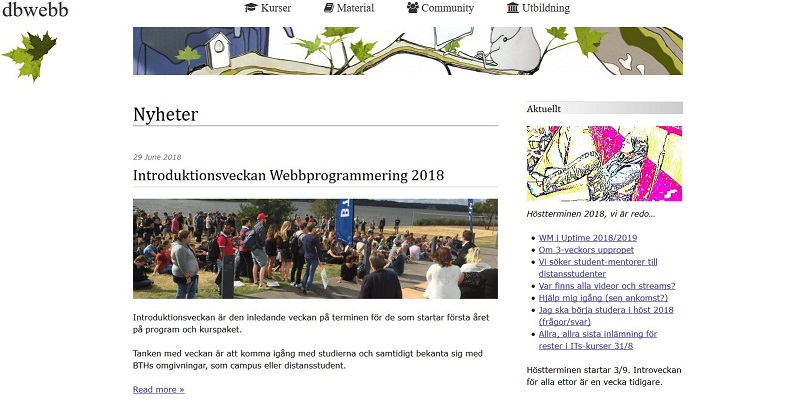 dbwebb
Kurser
Material
Community
Utbildning
Nyheter
29 June 2018
Introduktionsveckan Webbprogrammering 2018
Introduktionsveckan är den inledande veckan på terminen för de som startar första året
på program och kurspaket.
Tanken med veckan är att komma igång med studierna och samtidigt bekanta sig med
BTHs omgivningar, som campus eller distansstudent.
Read more »
Aktuellt
Höstterminen 2018, vi är redo...
WM i Uptime 2018/2019
Om 3-veckors uppropet
Vi söker student-mentorer till
distansstudenter
Var finns alla videor och streams?
Hjälp mig igång (sen ankomst?)
Jag ska börja studera i höst 2018
(frågor/svar)
Allra, allra sista inlämning för
rester i ITs-kurser 31/8
Höstterminen startar 3/9. Introveckan
för alla ettor är en vecka tidigare.